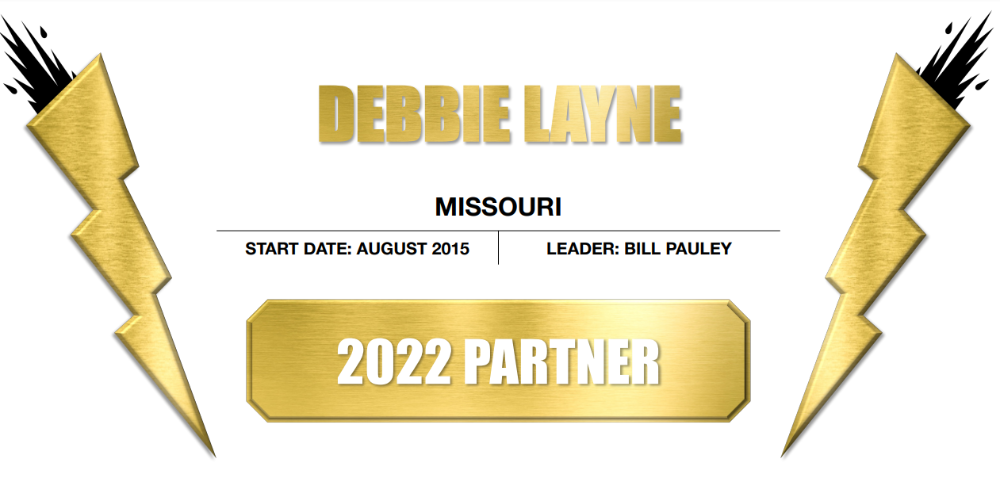 DEBBIE LAYNE
MISSOURI
START DATE: AUGUST 2015
LEADER: BILL PAULEY
2022 PARTNER